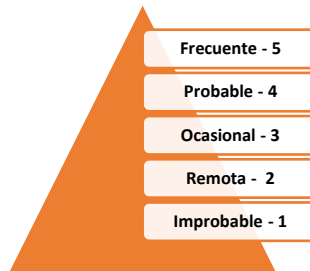 Frecuente - 5
Probable - 4
Ocasional - 3
Remota -  2
Improbable - 1